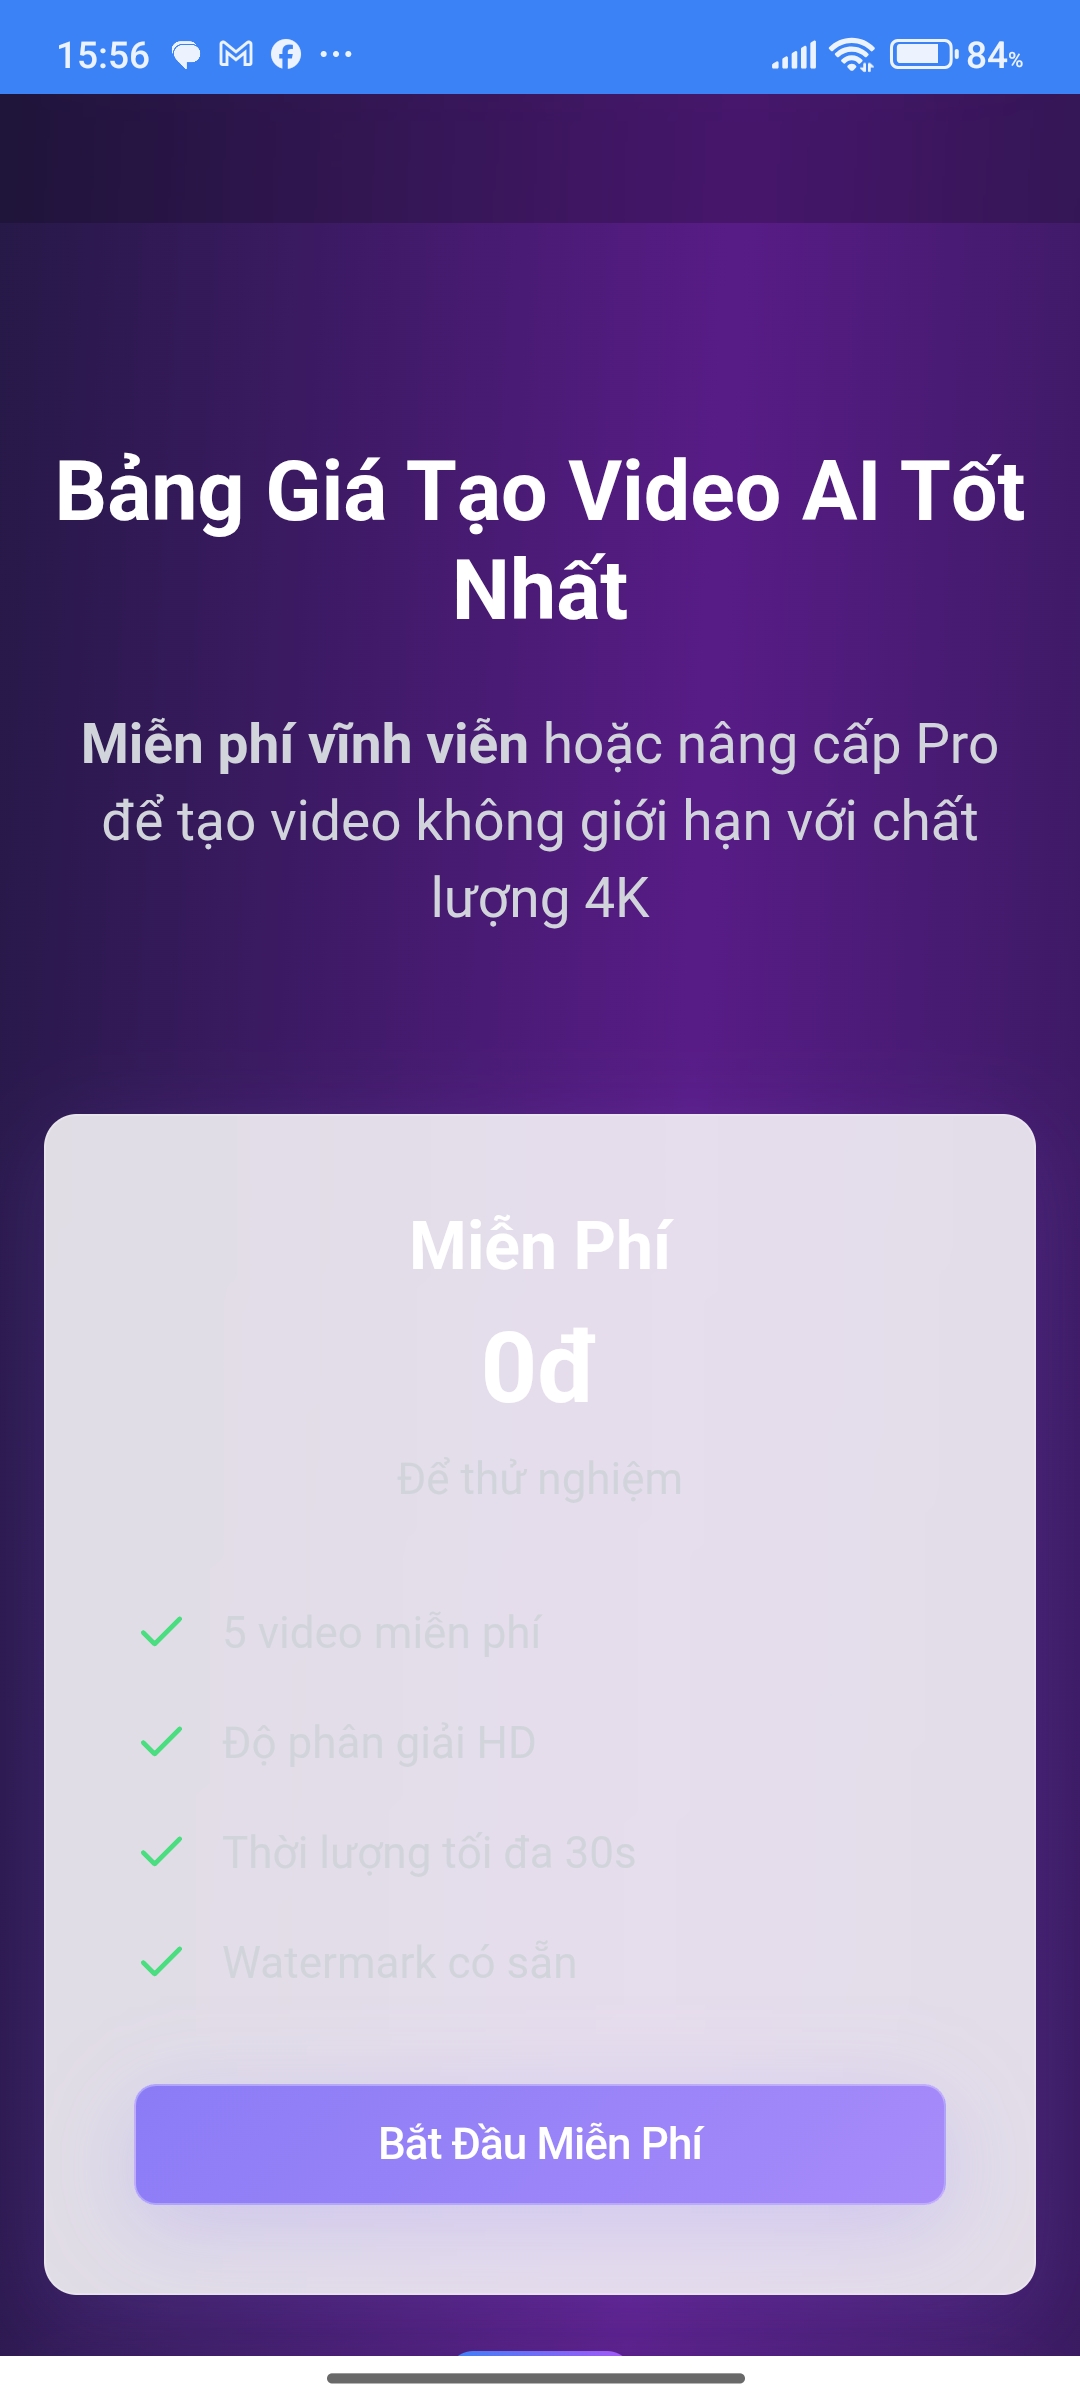 15:56
84%
Bảng Giá Tạo Video AI Tốt
Nhất
Miễn phí vĩnh viễn hoặc nâng cấp Pro
để tạo video không giới hạn với chất
lượng 4K
Miễn Phí
0đ
Để thử nghiệm
5 video miễn phí
Độ phân giải HD
Thời lượng tối đa 30s
Watermark có sẵn
Bắt Đầu Miễn Phí